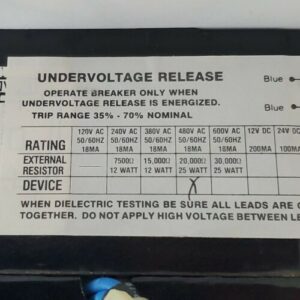 UNDERVOLTAGE RELEASE
OPERATE BREAKER ONLY WHEN
UNDERVOLTAGE RELEASE IS ENERGIZED.
TRIP RANGE 35% - 70% NOMINAL
Blue
Blue
RATING 120V AC 50/60HZ 18MA 240V AC 50/60HZ 18MA 380V AC 50/60HZ 18MA 480V AC 50/60HZ 18MA 600V AC 50/60HZ 18MA 12V DC 200MA 24V DC 100MA
EXTERNAL RESISTOR 7500Ω 12 WATT 15,000Ω 12 WATT 20,000Ω 25 WATT 30,000Ω 25 WATT
DEVICE X
WHEN DIELECTRIC TESTING BE SURE ALL LEADS ARE
TOGETHER. DO NOT APPLY HIGH VOLTAGE BETWEEN